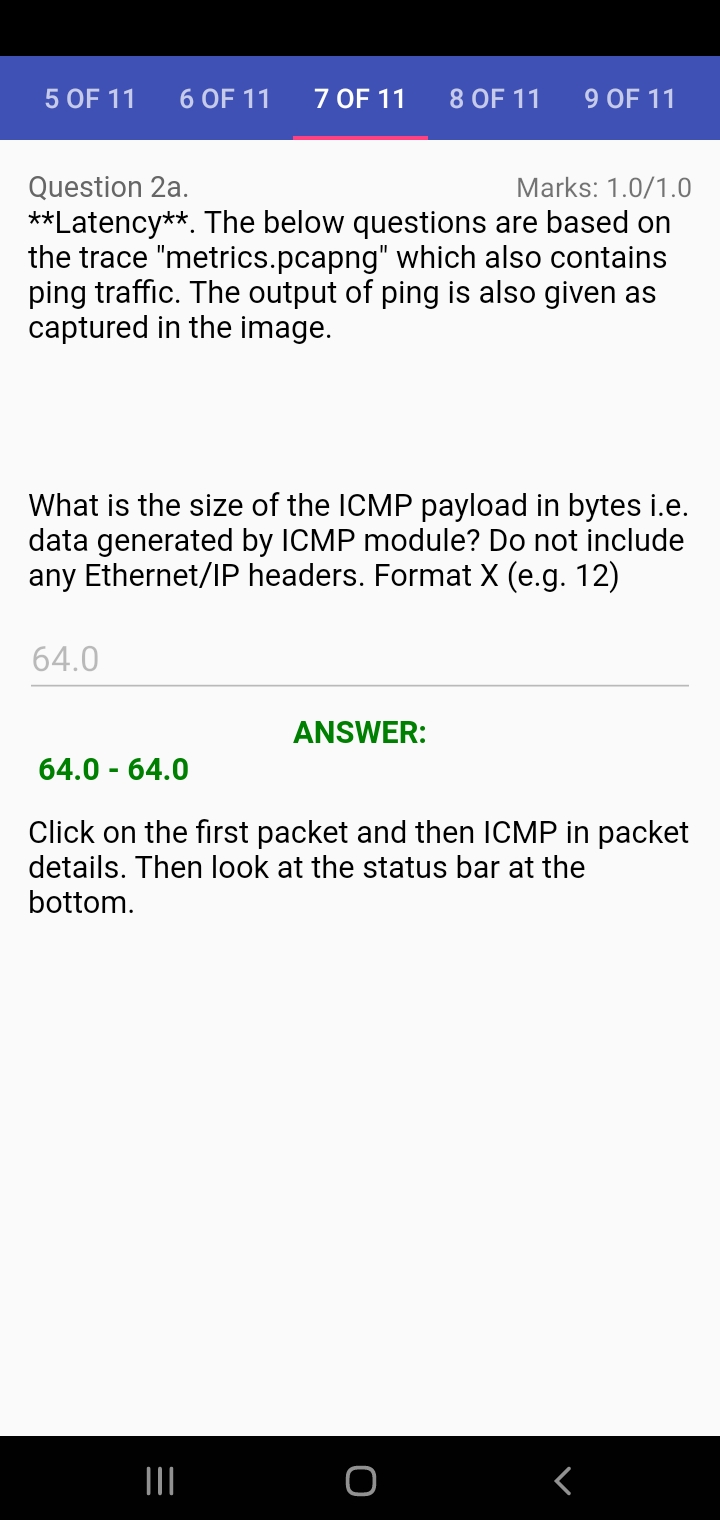 5 OF 11 6 OF 11 7 OF 11 8 OF 11 9 OF 11
Question 2a. Marks: 1.0/1.0
**Latency**. The below questions are based on
the trace "metrics.pcapng" which also contains
ping traffic. The output of ping is also given as
captured in the image.
What is the size of the ICMP payload in bytes i.e.
data generated by ICMP module? Do not include
any Ethernet/IP headers. Format X (e.g. 12)
64.0
ANSWER:
64.0 - 64.0
Click on the first packet and then ICMP in packet
details. Then look at the status bar at the
bottom.